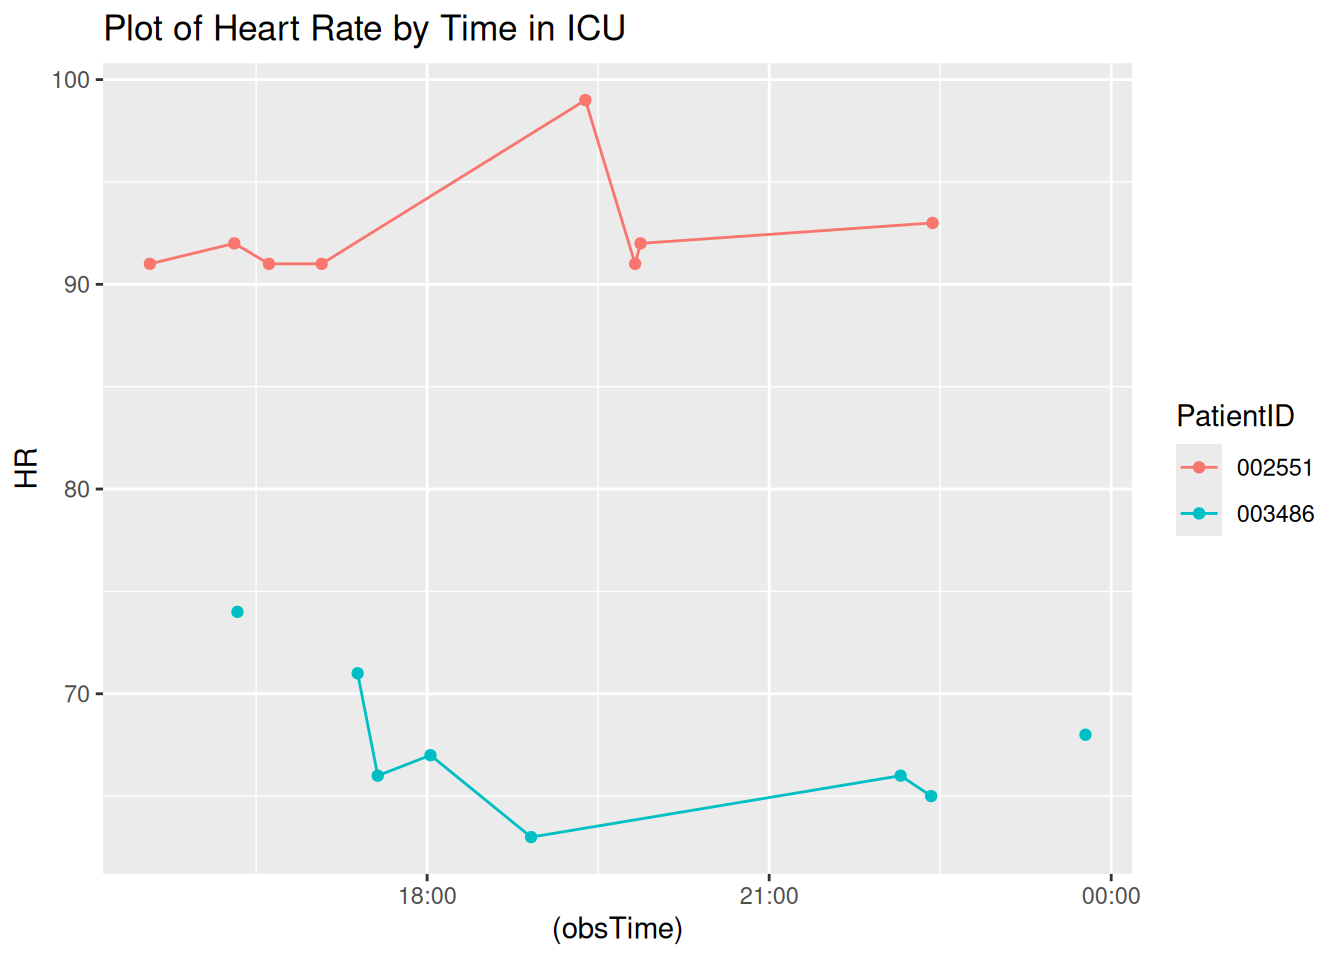 Plot of Heart Rate by Time in ICU
100
90
80
70
HR
18:00
21:00
00:00
(obsTime)
PatientID
002551
003486